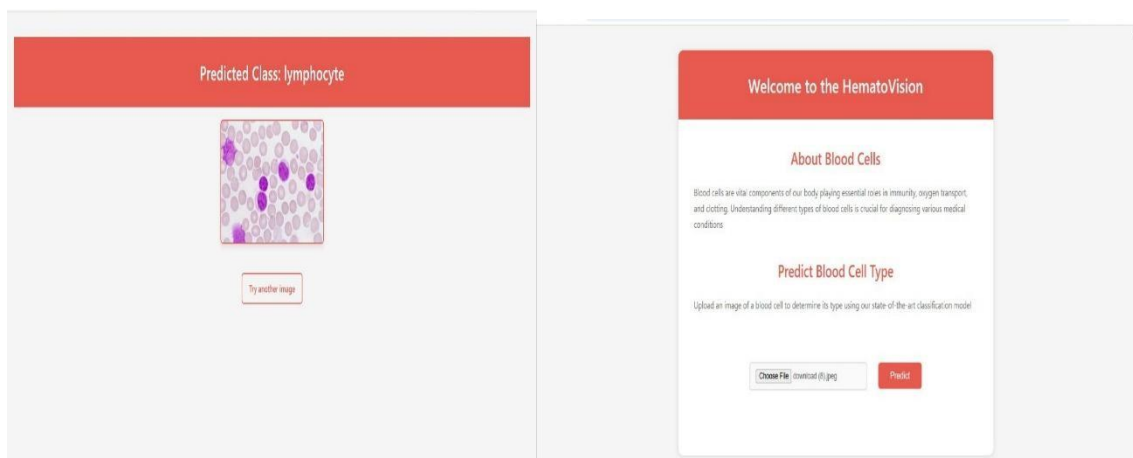 Predicted Class: lymphocyte
Try another image
Welcome to the HematoVision
About Blood Cells
Blood cells are vital components of our body playing essential roles in immunity, oxygen transport,
and clotting. Understanding different types of blood cells is crucial for diagnosing various medical
conditions
Predict Blood Cell Type
Upload an image of a blood cell to determine its type using our state-of-the-art classification model
Choose File download (8).jpeg
Predict